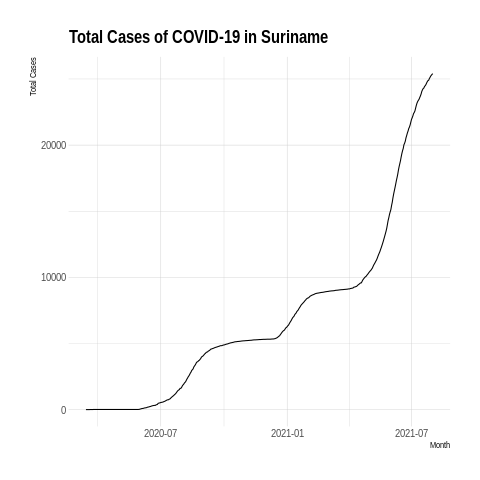 Total Cases of COVID-19 in Suriname
Total Cases
20000
10000
0
2020-07
2021-01
2021-07
Month